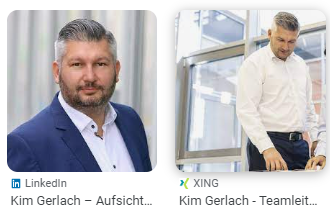 LinkedIn
Kim Gerlach – Aufsicht...
XING
Kim Gerlach - Teamleit...